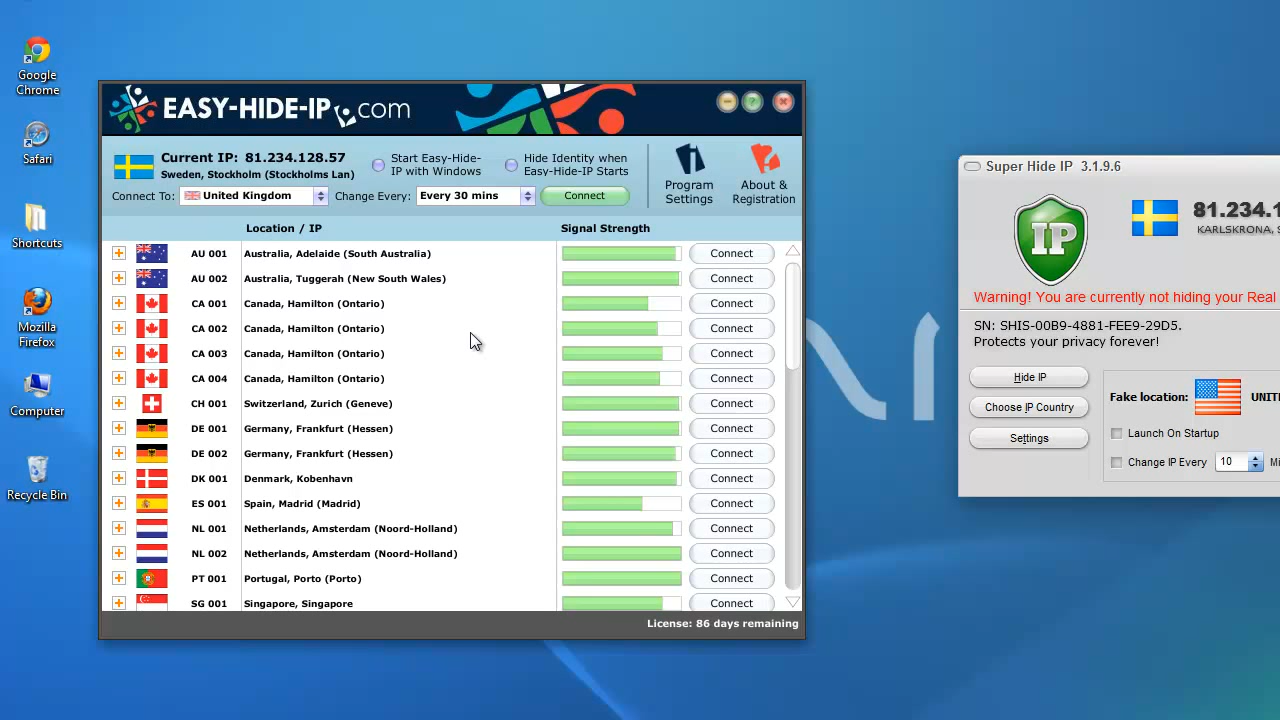 Google
Chrome
Safari
Shortcuts
Mozilla
Firefox
Computer
Recycle Bin
EASY-HIDE-IP.com
Current IP: 81.234.128.57
Sweden, Stockholm (Stockholms Lan)
Start Easy-Hide-
IP with Windows
Hide Identity when
Easy-Hide-IP Starts
Program
Settings
About &
Registration
Connect To: United Kingdom Change Every: Every 30 mins Connect
Location / IP Signal Strength
AU 001 Australia, Adelaide (South Australia) Connect
AU 002 Australia, Tuggerah (New South Wales) Connect
CA 001 Canada, Hamilton (Ontario) Connect
CA 002 Canada, Hamilton (Ontario) Connect
CA 003 Canada, Hamilton (Ontario) Connect
CA 004 Canada, Hamilton (Ontario) Connect
CH 001 Switzerland, Zurich (Geneve) Connect
DE 001 Germany, Frankfurt (Hessen) Connect
DE 002 Germany, Frankfurt (Hessen) Connect
DK 001 Denmark, Kobenhavn Connect
ES 001 Spain, Madrid (Madrid) Connect
NL 001 Netherlands, Amsterdam (Noord-Holland) Connect
NL 002 Netherlands, Amsterdam (Noord-Holland) Connect
PT 001 Portugal, Porto (Porto) Connect
SG 001 Singapore, Singapore Connect
License: 86 days remaining
Super Hide IP 3.1.9.6
IP
81.234.1
KARLSKRONA, S
Warning! You are currently not hiding your Real
SN: SHIS-00B9-4881-FEE9-29D5.
Protects your privacy forever!
Hide IP
Choose IP Country
Settings
Fake location: UNIT
Launch On Startup
Change IP Every 10 Mi